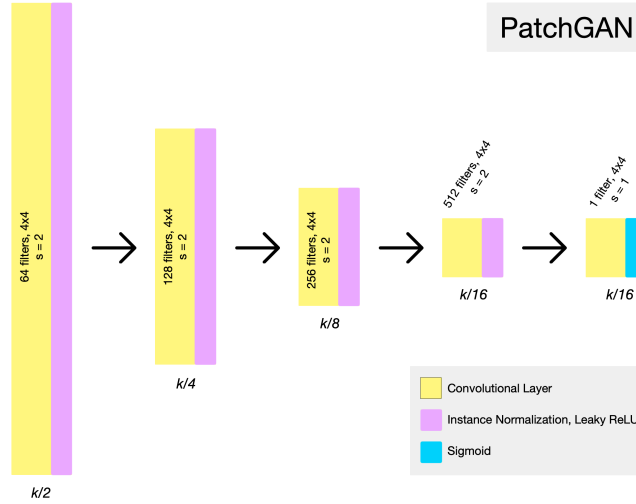 PatchGAN
64 filters, 4x4
s = 2
k/2
128 filters, 4x4
s = 2
k/4
256 filters, 4x4
s = 2
k/8
512 filters, 4x4
s = 2
k/16
1 filter, 4x4
s = 1
k/16
Convolutional Layer
Instance Normalization, Leaky ReLU
Sigmoid